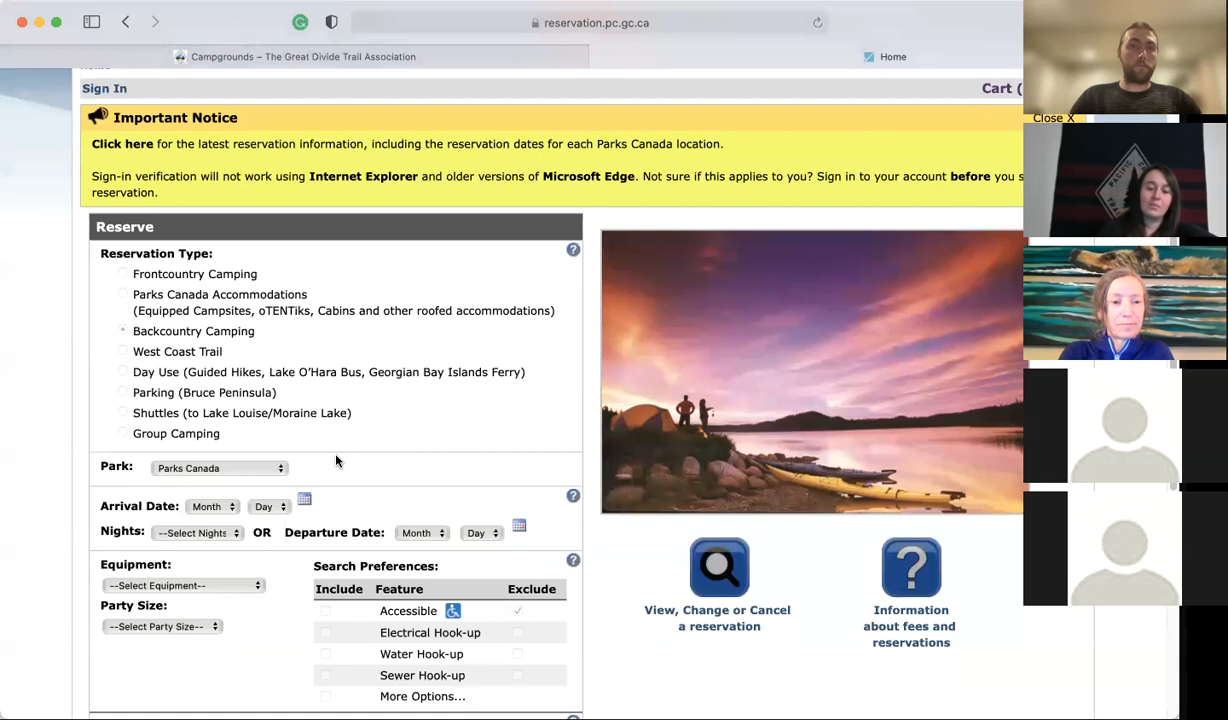 reservation.pc.gc.ca
Campgrounds – The Great Divide Trail Association
Home
Sign In
Cart (
Important Notice
Close X
Click here for the latest reservation information, including the reservation dates for each Parks Canada location.
Sign-in verification will not work using Internet Explorer and older versions of Microsoft Edge. Not sure if this applies to you? Sign in to your account before you s
reservation.
Reserve
Reservation Type:
Frontcountry Camping
Parks Canada Accommodations
(Equipped Campsites, oTENTiks, Cabins and other roofed accommodations)
Backcountry Camping
West Coast Trail
Day Use (Guided Hikes, Lake O'Hara Bus, Georgian Bay Islands Ferry)
Parking (Bruce Peninsula)
Shuttles (to Lake Louise/Moraine Lake)
Group Camping
Park: Parks Canada
Arrival Date: Month Day
Nights: --Select Nights OR Departure Date: Month Day
Equipment:
--Select Equipment--
Party Size:
--Select Party Size--
Search Preferences:
Include Feature Exclude
Accessible
Electrical Hook-up
Water Hook-up
Sewer Hook-up
More Options...
View, Change or Cancel
a reservation
Information
about fees and
reservations
PACIFIC